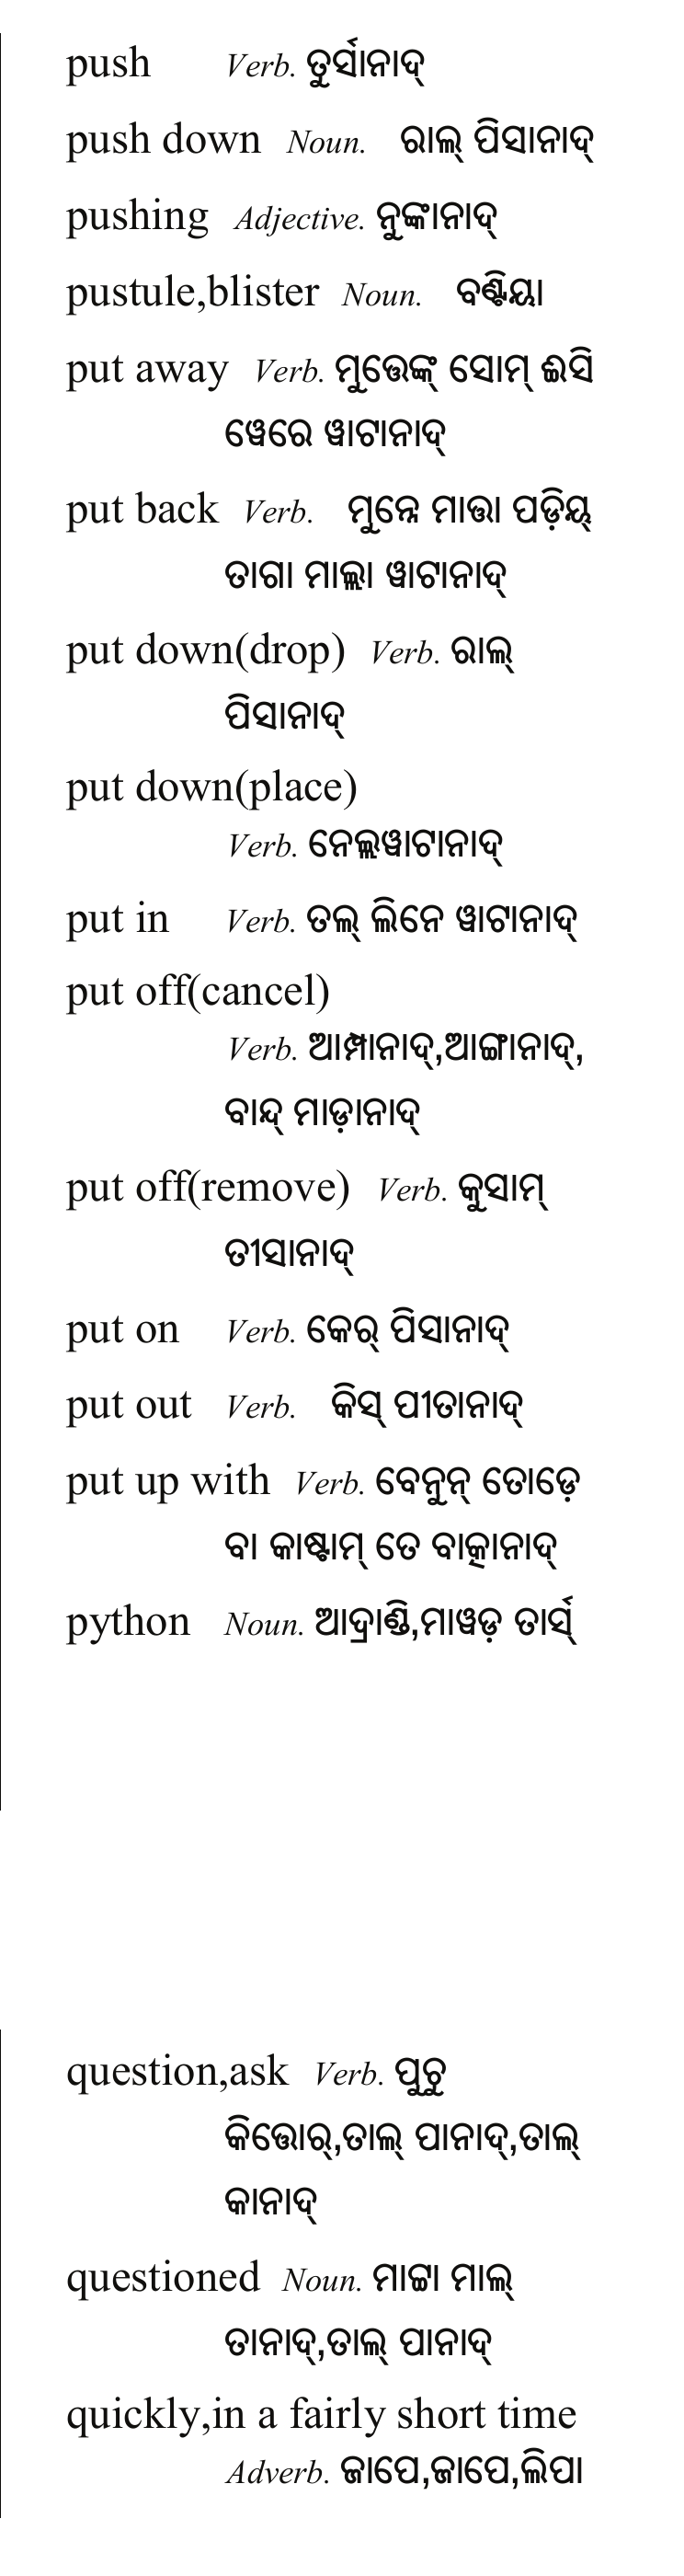 push Verb. ତୁର୍ସାନାଦ୍
push down Noun. ରାଲ୍ ପିସାନାଦ୍
pushing Adjective. ନୁଙ୍କାନାଦ୍
pustule,blister Noun. ବଣ୍ଟିୟା
put away Verb. ମୁତ୍ତେଙ୍କ୍ ସୋମ୍ ଈସି
ୱେରେ ୱାଟାନାଦ୍
put back Verb. ମୁନ୍ନେ ମାତ୍ତା ପଡ଼ିୟ୍
ତାଗା ମାଲ୍ଲା ୱାଟାନାଦ୍
put down(drop) Verb. ରାଲ୍
ପିସାନାଦ୍
put down(place)
Verb. ନେଲ୍ଲୱାଟାନାଦ୍
put in Verb. ତଲ୍ ଲିନେ ୱାଟାନାଦ୍
put off(cancel)
Verb. ଆମ୍ପାନାଦ୍,ଆଙ୍ଗାନାଦ୍,
ବାନ୍ଦ୍ ମାଡ଼ାନାଦ୍
put off(remove) Verb. କୁସାମ୍
ତୀସାନାଦ୍
put on Verb. କେର୍ ପିସାନାଦ୍
put out Verb. କିସ୍ ପୀତାନାଦ୍
put up with Verb. ବେନୁନ୍ ତୋଡ଼େ
ବା କାଷ୍ଟାମ୍ ତେ ବାତ୍କାନାଦ୍
python Noun. ଆଦ୍ରାଣ୍ଡି,ମାୱଡ଼ ତାର୍ସ୍
question,ask Verb. ପୁଚୁ
କିତ୍ତୋର୍,ତାଲ୍ ପାନାଦ୍,ତାଲ୍
କାନାଦ୍
questioned Noun. ମାଟ୍ଟା ମାଲ୍
ତାନାଦ୍,ତାଲ୍ ପାନାଦ୍
quickly,in a fairly short time
Adverb. ଜାପେ,ଜାପେ,ଲିପା